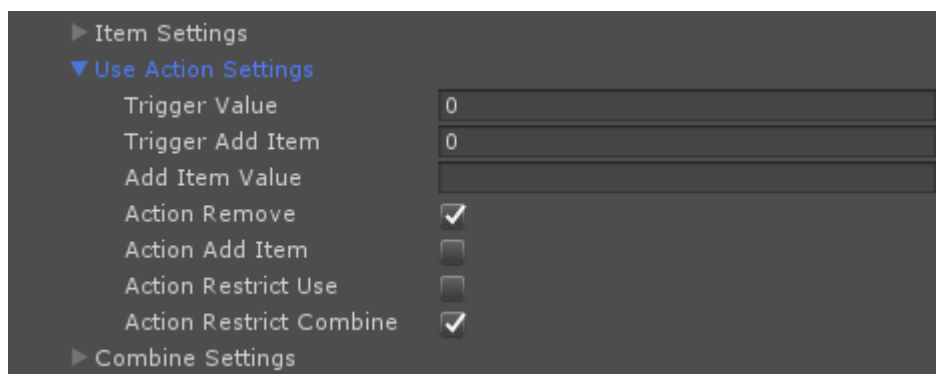 Item Settings
Use Action Settings
Trigger Value 0
Trigger Add Item 0
Add Item Value
Action Remove
Action Add Item
Action Restrict Use
Action Restrict Combine
Combine Settings